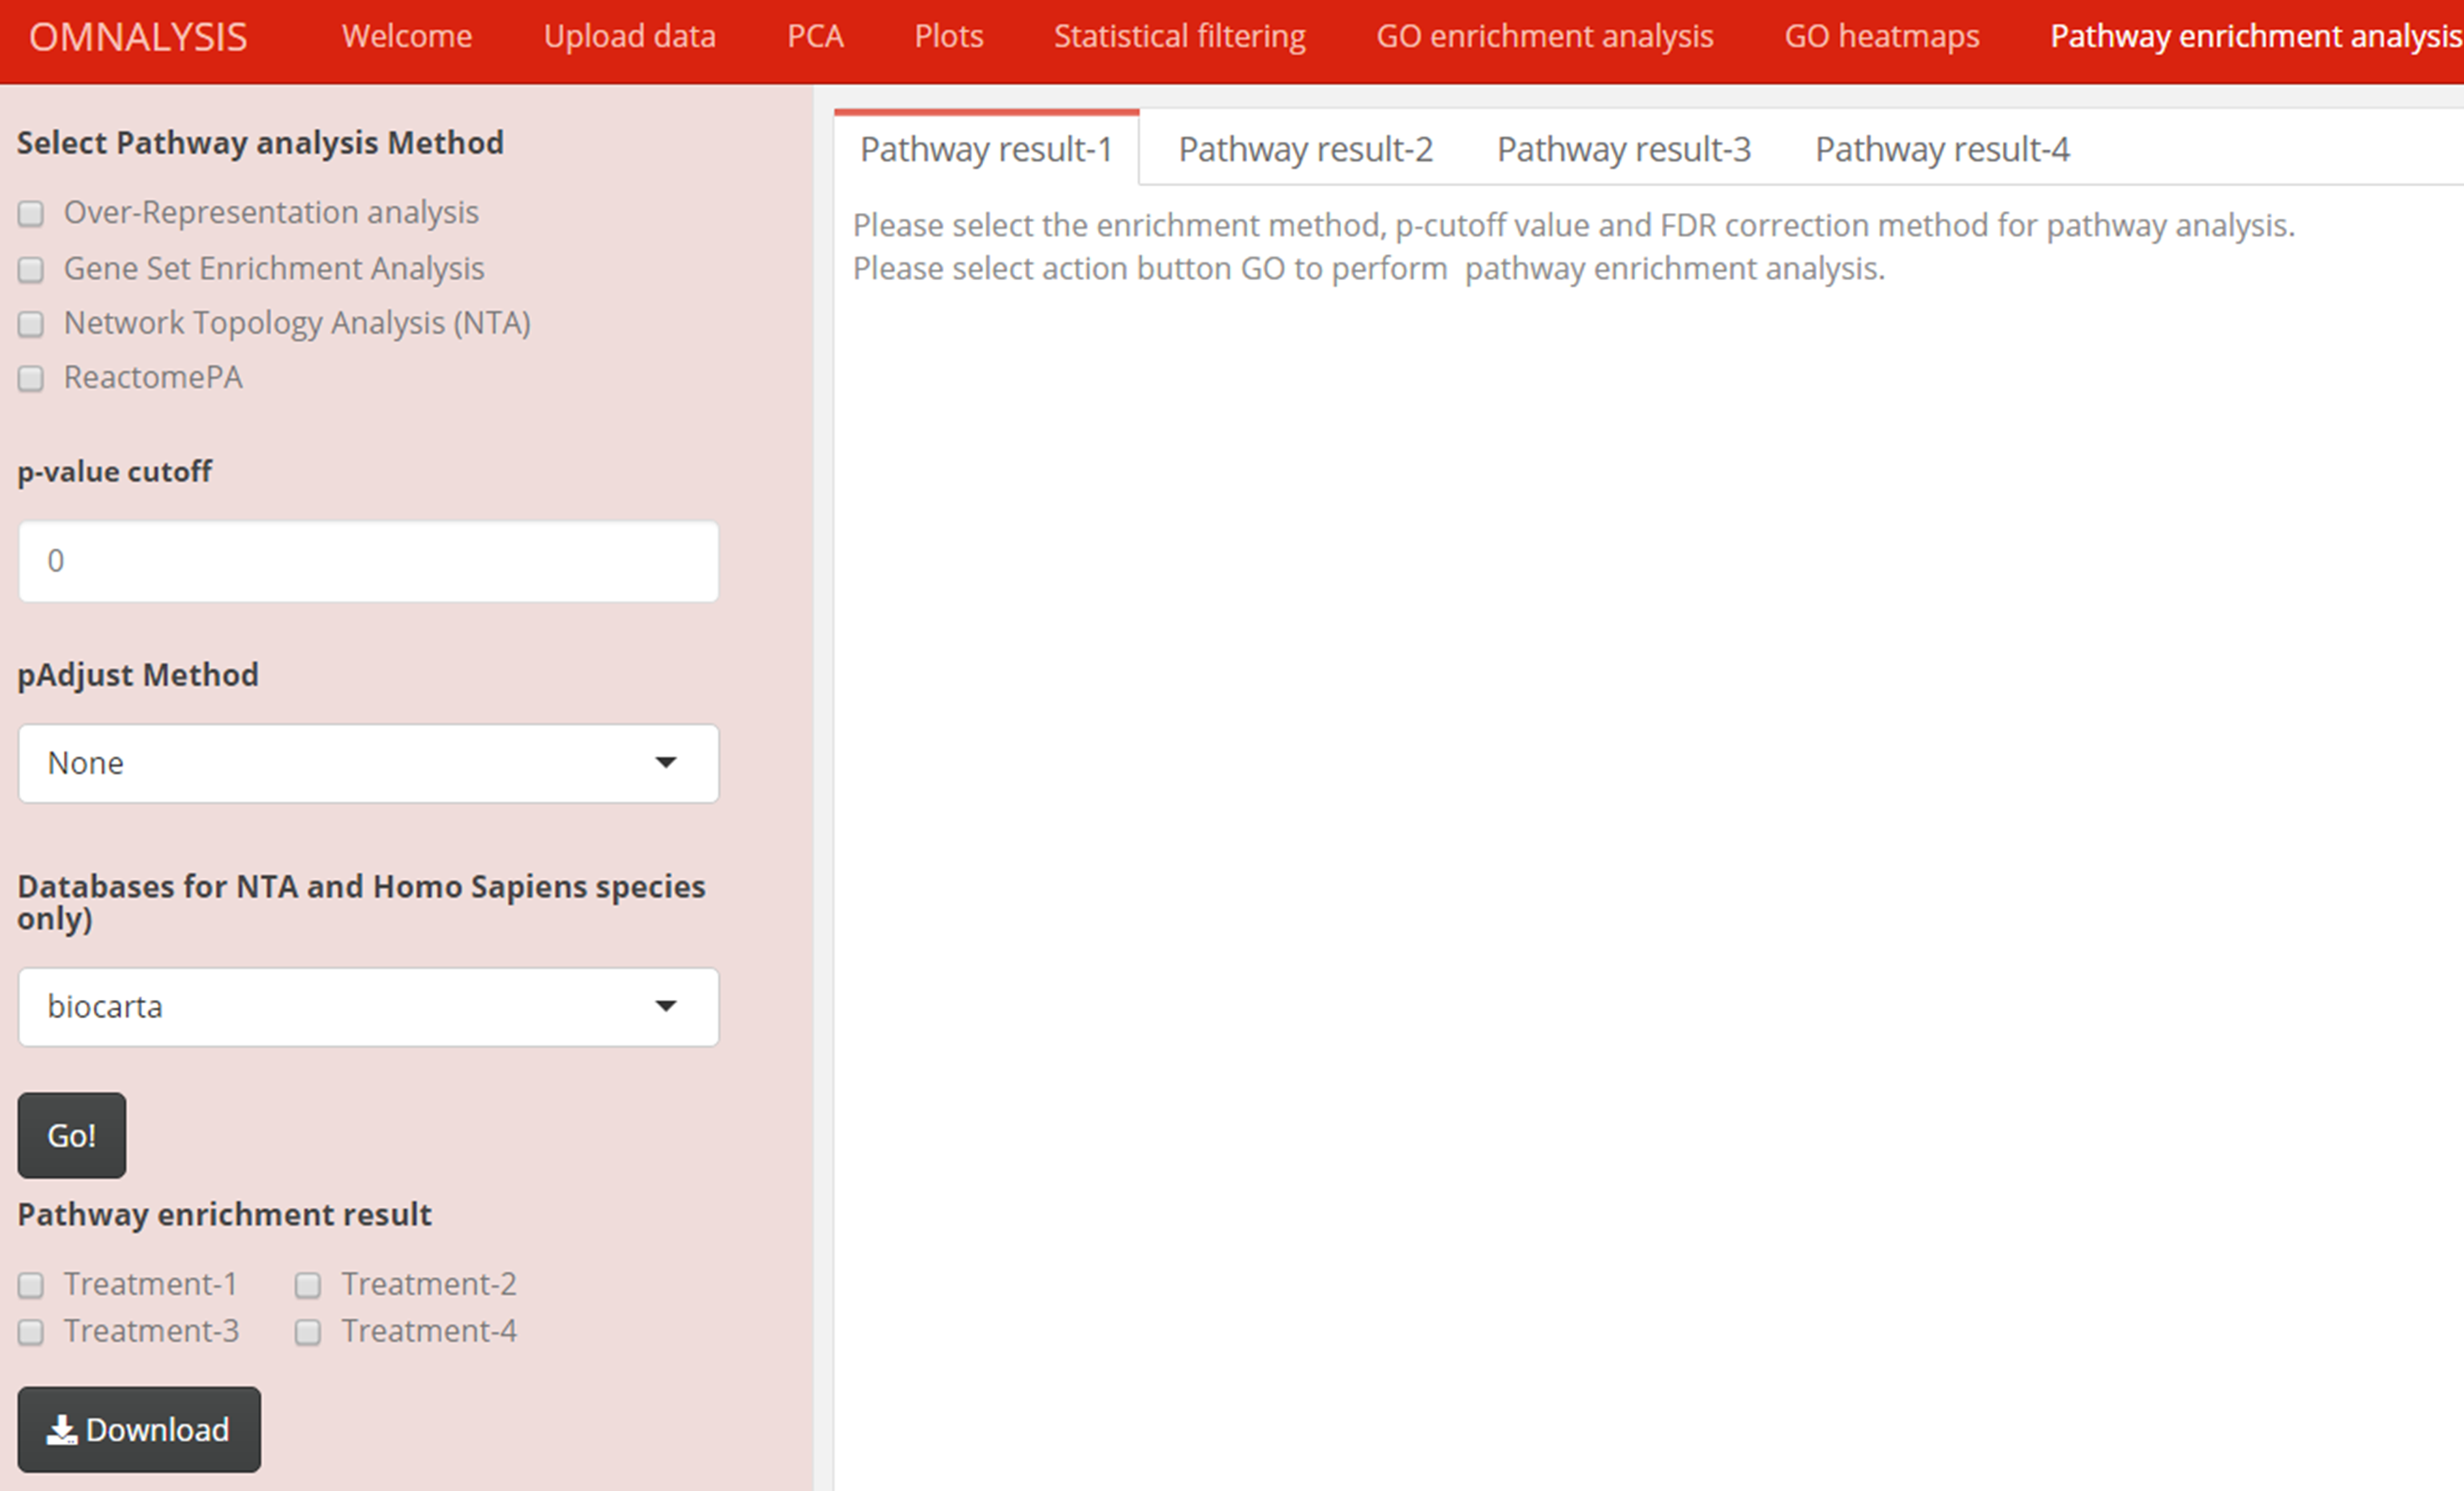 OMNALYSIS Welcome Upload data PCA Plots Statistical filtering GO enrichment analysis GO heatmaps Pathway enrichment analysis
Select Pathway analysis Method
Over-Representation analysis
Gene Set Enrichment Analysis
Network Topology Analysis (NTA)
ReactomePA
p-value cutoff
0
pAdjust Method
None
Databases for NTA and Homo Sapiens species
only)
biocarta
Go!
Pathway enrichment result
Treatment-1 Treatment-2
Treatment-3 Treatment-4
Download
Pathway result-1 Pathway result-2 Pathway result-3 Pathway result-4
Please select the enrichment method, p-cutoff value and FDR correction method for pathway analysis.
Please select action button GO to perform  pathway enrichment analysis.